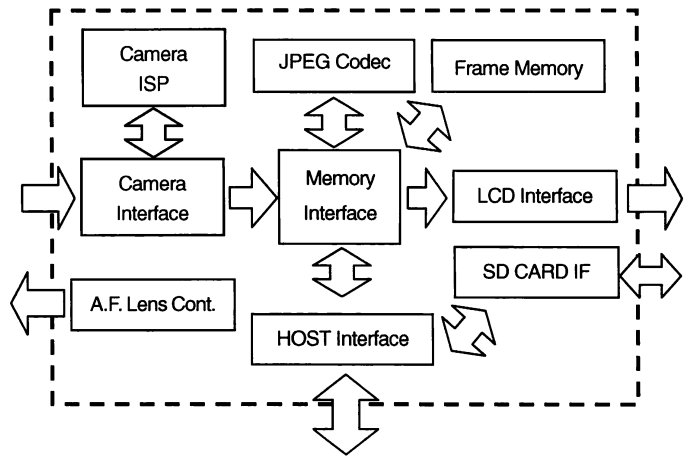 Camera
ISP
JPEG Codec
Frame Memory
Camera
Interface
Memory
Interface
LCD Interface
A.F. Lens Cont.
SD CARD IF
HOST Interface